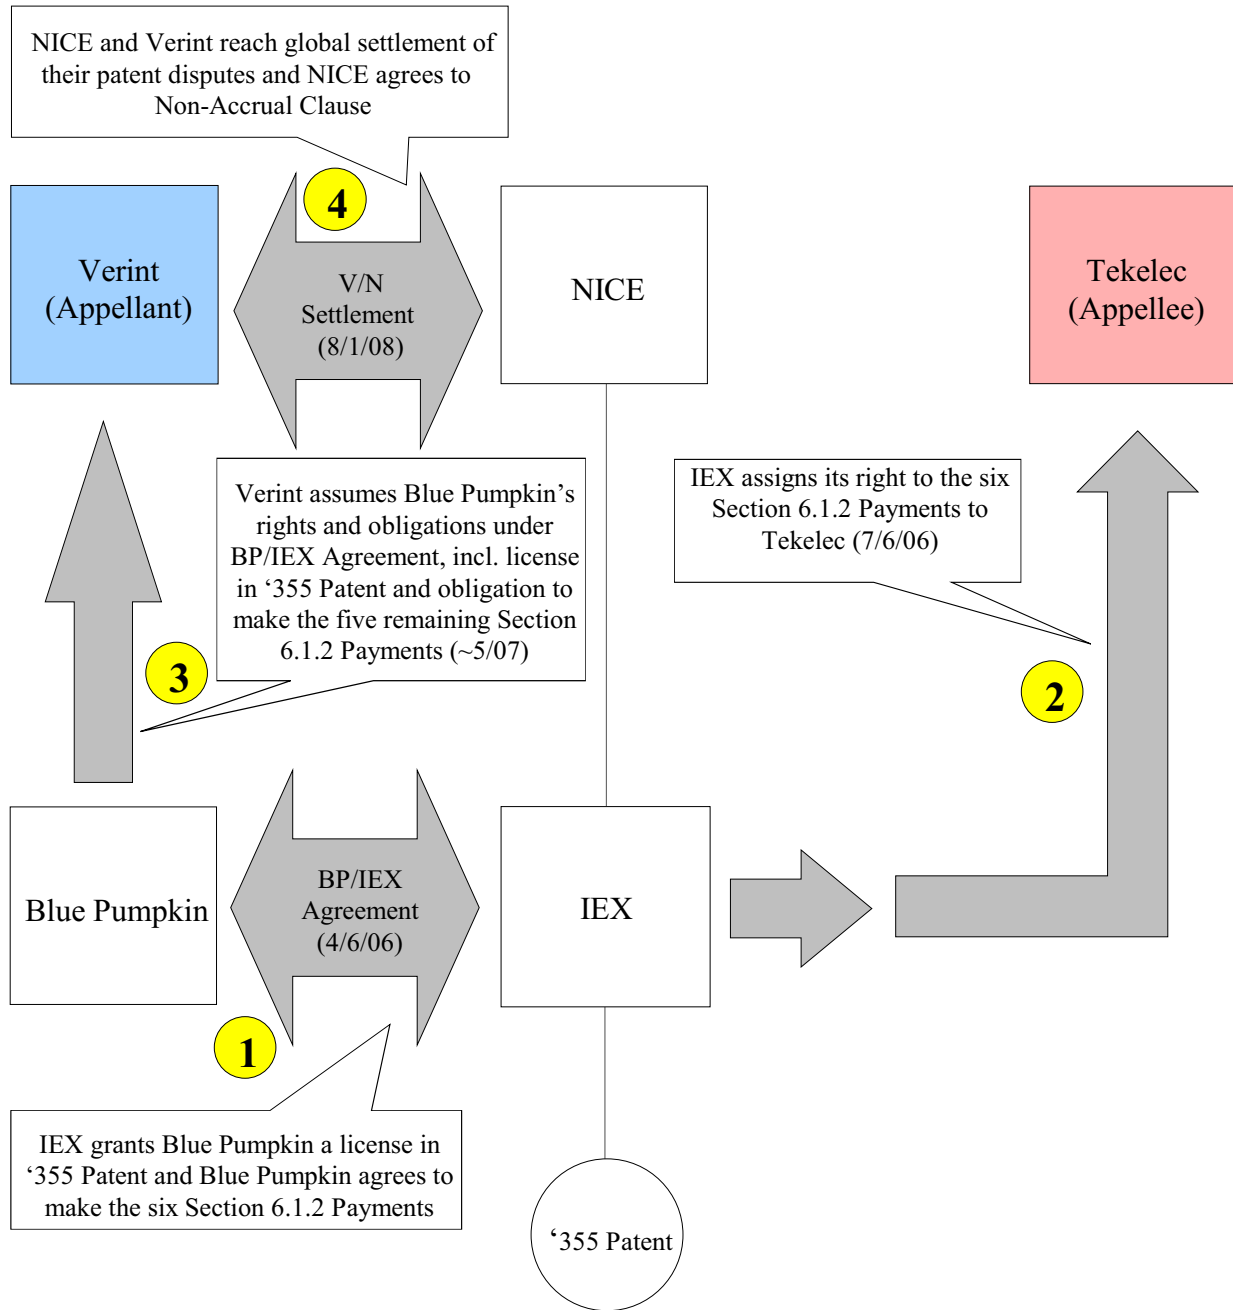 NICE and Verint reach global settlement of
their patent disputes and NICE agrees to
Non-Accrual Clause
4
Verint
(Appellant)
V/N
Settlement
(8/1/08)
NICE
Tekelec
(Appellee)
Verint assumes Blue Pumpkin’s
rights and obligations under
BP/IEX Agreement, incl. license
in ‘355 Patent and obligation to
make the five remaining Section
6.1.2 Payments (~5/07)
IEX assigns its right to the six
Section 6.1.2 Payments to
Tekelec (7/6/06)
3
2
Blue Pumpkin
BP/IEX
Agreement
(4/6/06)
IEX
1
IEX grants Blue Pumpkin a license in
‘355 Patent and Blue Pumpkin agrees to
make the six Section 6.1.2 Payments
‘355 Patent